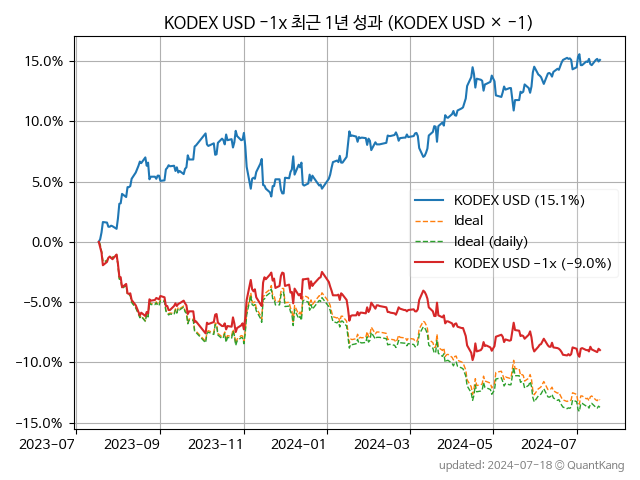 KODEX USD -1x 최근 1년 성과 (KODEX USD × -1)
15.0%
10.0%
5.0%
0.0%
-5.0%
-10.0%
-15.0%
KODEX USD (15.1%)
Ideal
Ideal (daily)
KODEX USD -1x (-9.0%)
2023-07 2023-09 2023-11 2024-01 2024-03 2024-05 2024-07
updated: 2024-07-18 © QuantKang